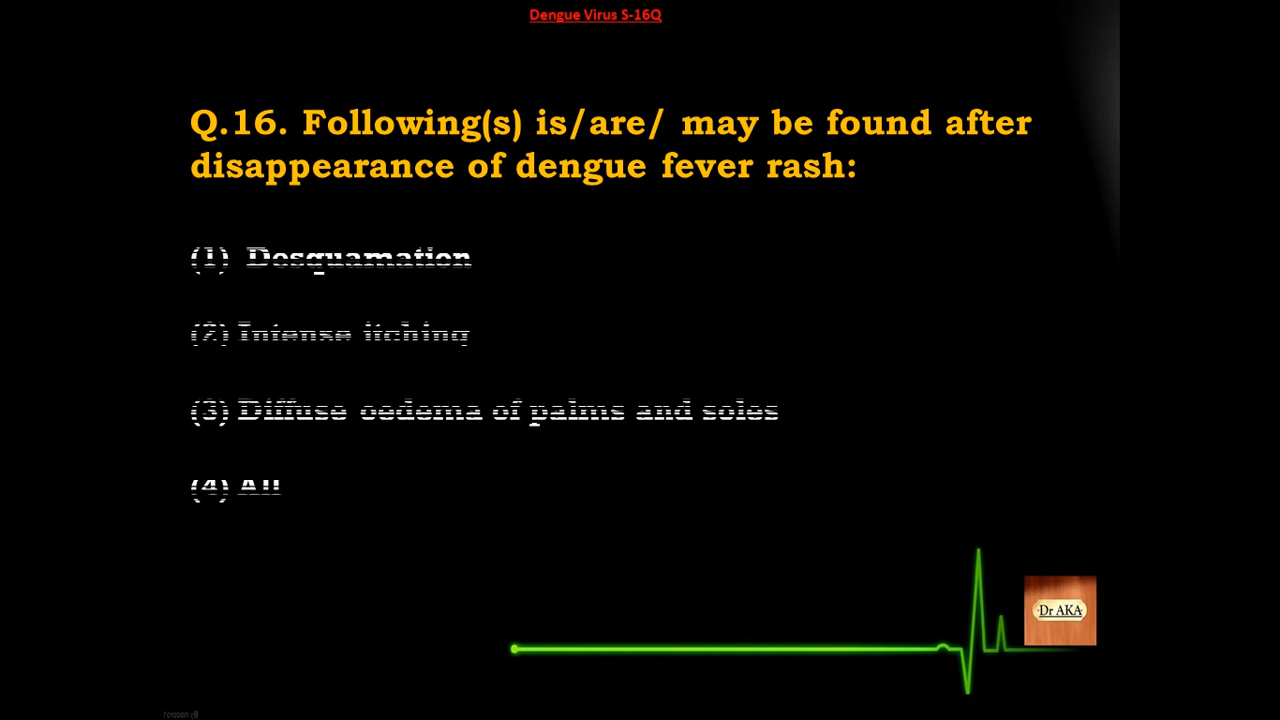 Dengue Virus S-16Q
Q.16. Following(s) is/are/ may be found after
disappearance of dengue fever rash:
(1) Desquamation
(2) Intense itching
(3) Diffuse oedema of palms and soles
(4) All
Dr AKA